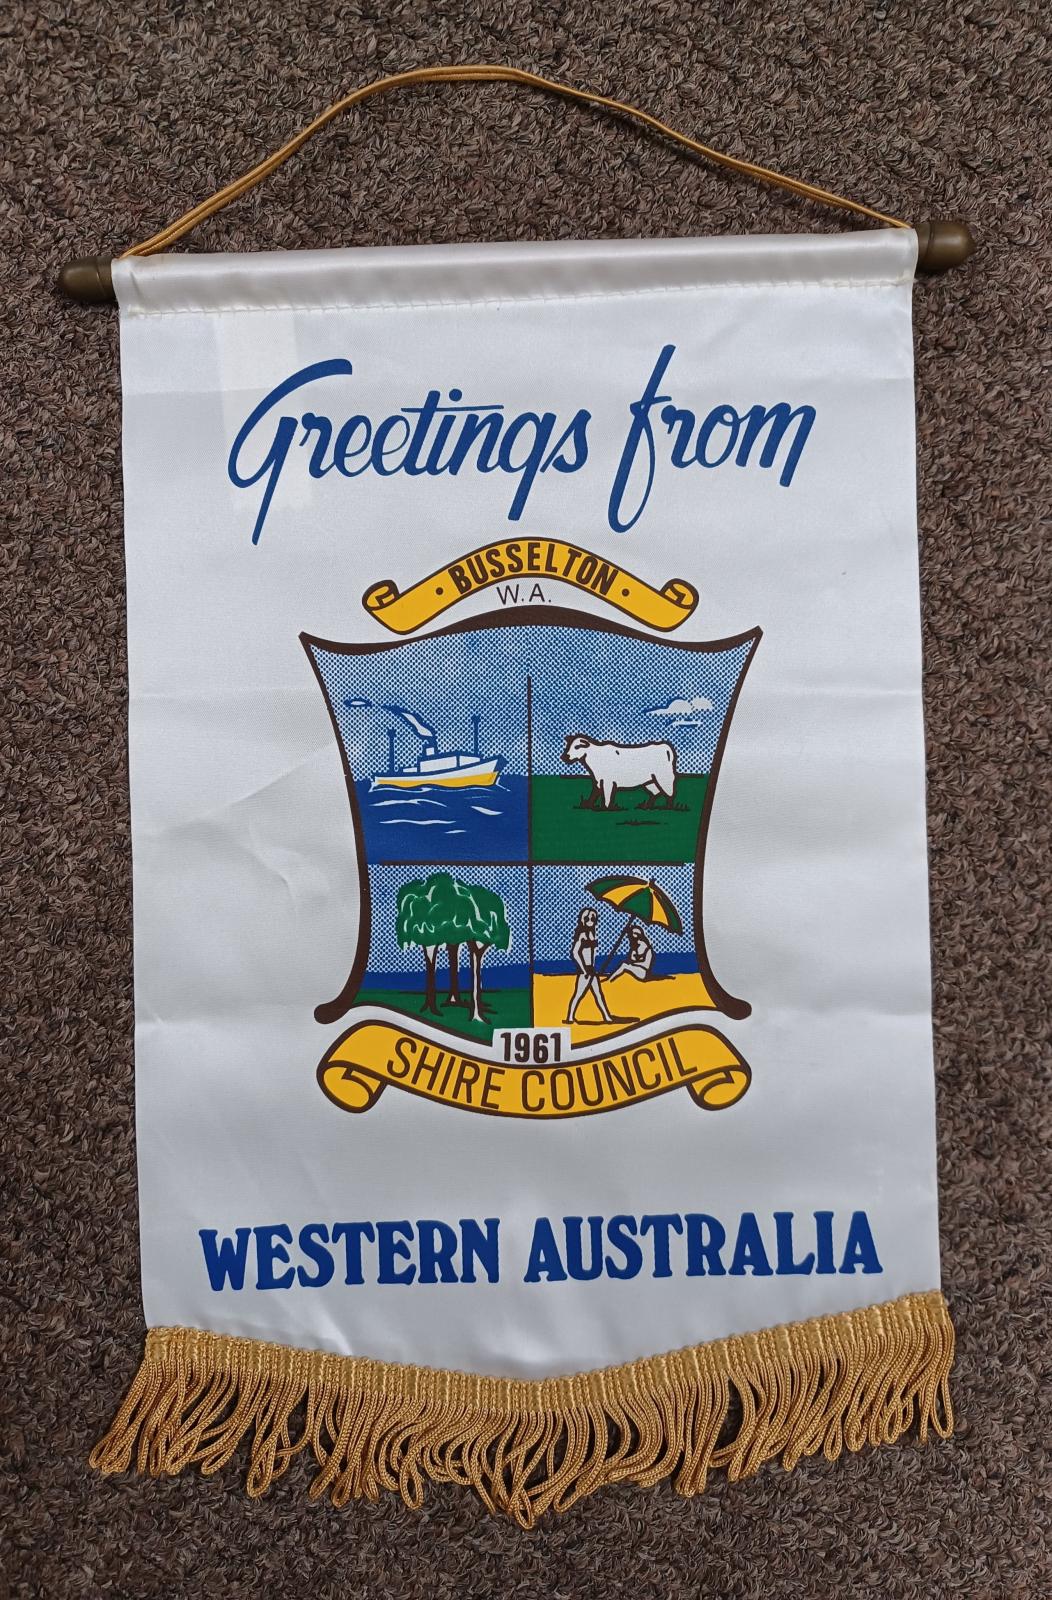 Greetings from
• BUSSELTON •
W.A.
1961
SHIRE COUNCIL
WESTERN AUSTRALIA